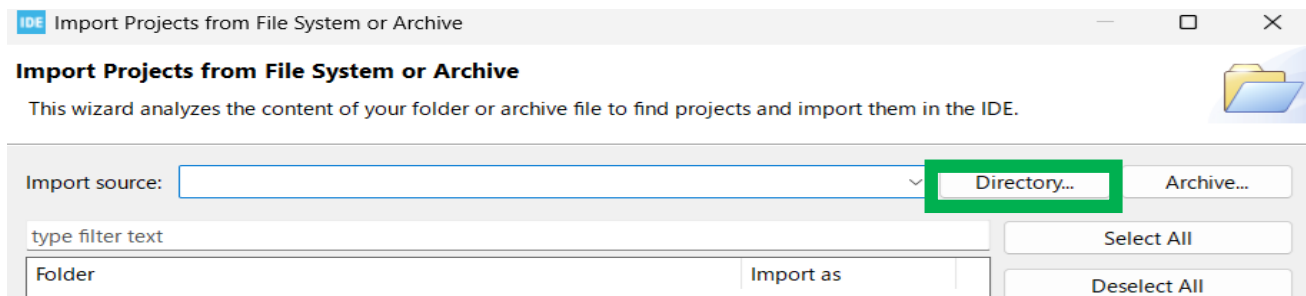 IDE Import Projects from File System or Archive
Import Projects from File System or Archive
This wizard analyzes the content of your folder or archive file to find projects and import them in the IDE.
Import source: Directory... Archive...
type filter text Select All
Folder Import as Deselect All